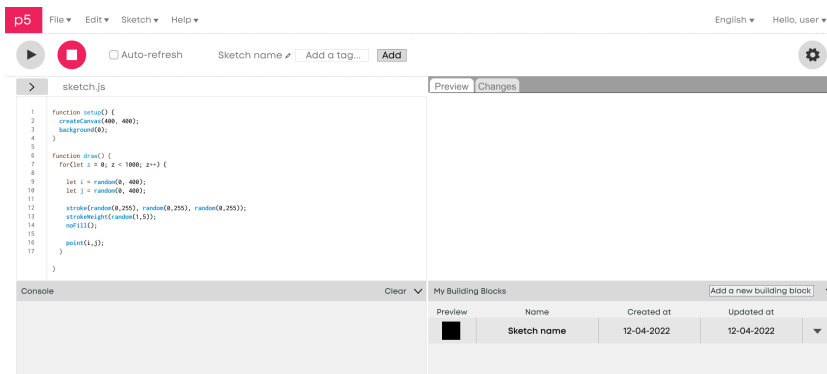 p5 File Edit Sketch Help English Hello, user
Auto-refresh Sketch name Add a tag... Add
> sketch.js
Preview Changes
1 function setup() {
2 createCanvas(400, 400);
3 background(0);
4 }
5
6 function draw() {
7 for(let z = 0; z < 1000; z++) {
8
9 let i = random(0, 400);
10 let j = random(0, 400);
11
12 stroke(random(0,255), random(0,255), random(0,255));
13 strokeWeight(random(1,5));
14 noFill();
15
16 point(i,j);
17 }
}
Console Clear
My Building Blocks Add a new building block
Preview Name Created at Updated at
Sketch name 12-04-2022 12-04-2022